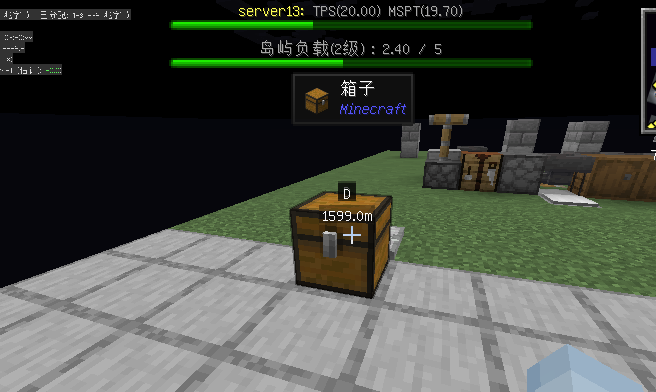 server13: TPS(20.00) MSPT(19.70)
岛屿负载(2级) : 2.40 / 5
箱子
Minecraft
D
1599.0m